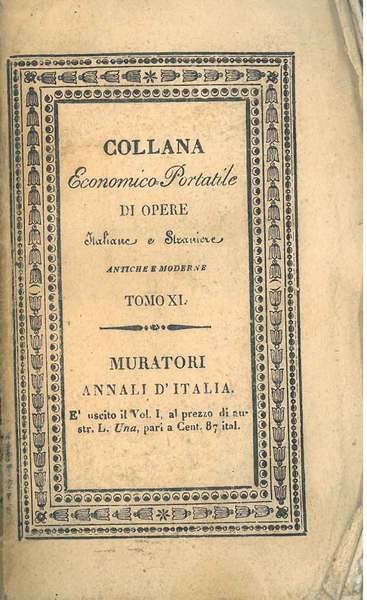 COLLANA
Economico-Portatile
DI OPERE
Italiane e Straniere
ANTICHE E MODERNE
TOMO XI.
MURATORI
ANNALI D'ITALIA.
E' uscito il Vol. I, al prezzo di au-
str. L. Una, pari a Cent. 87 ital.